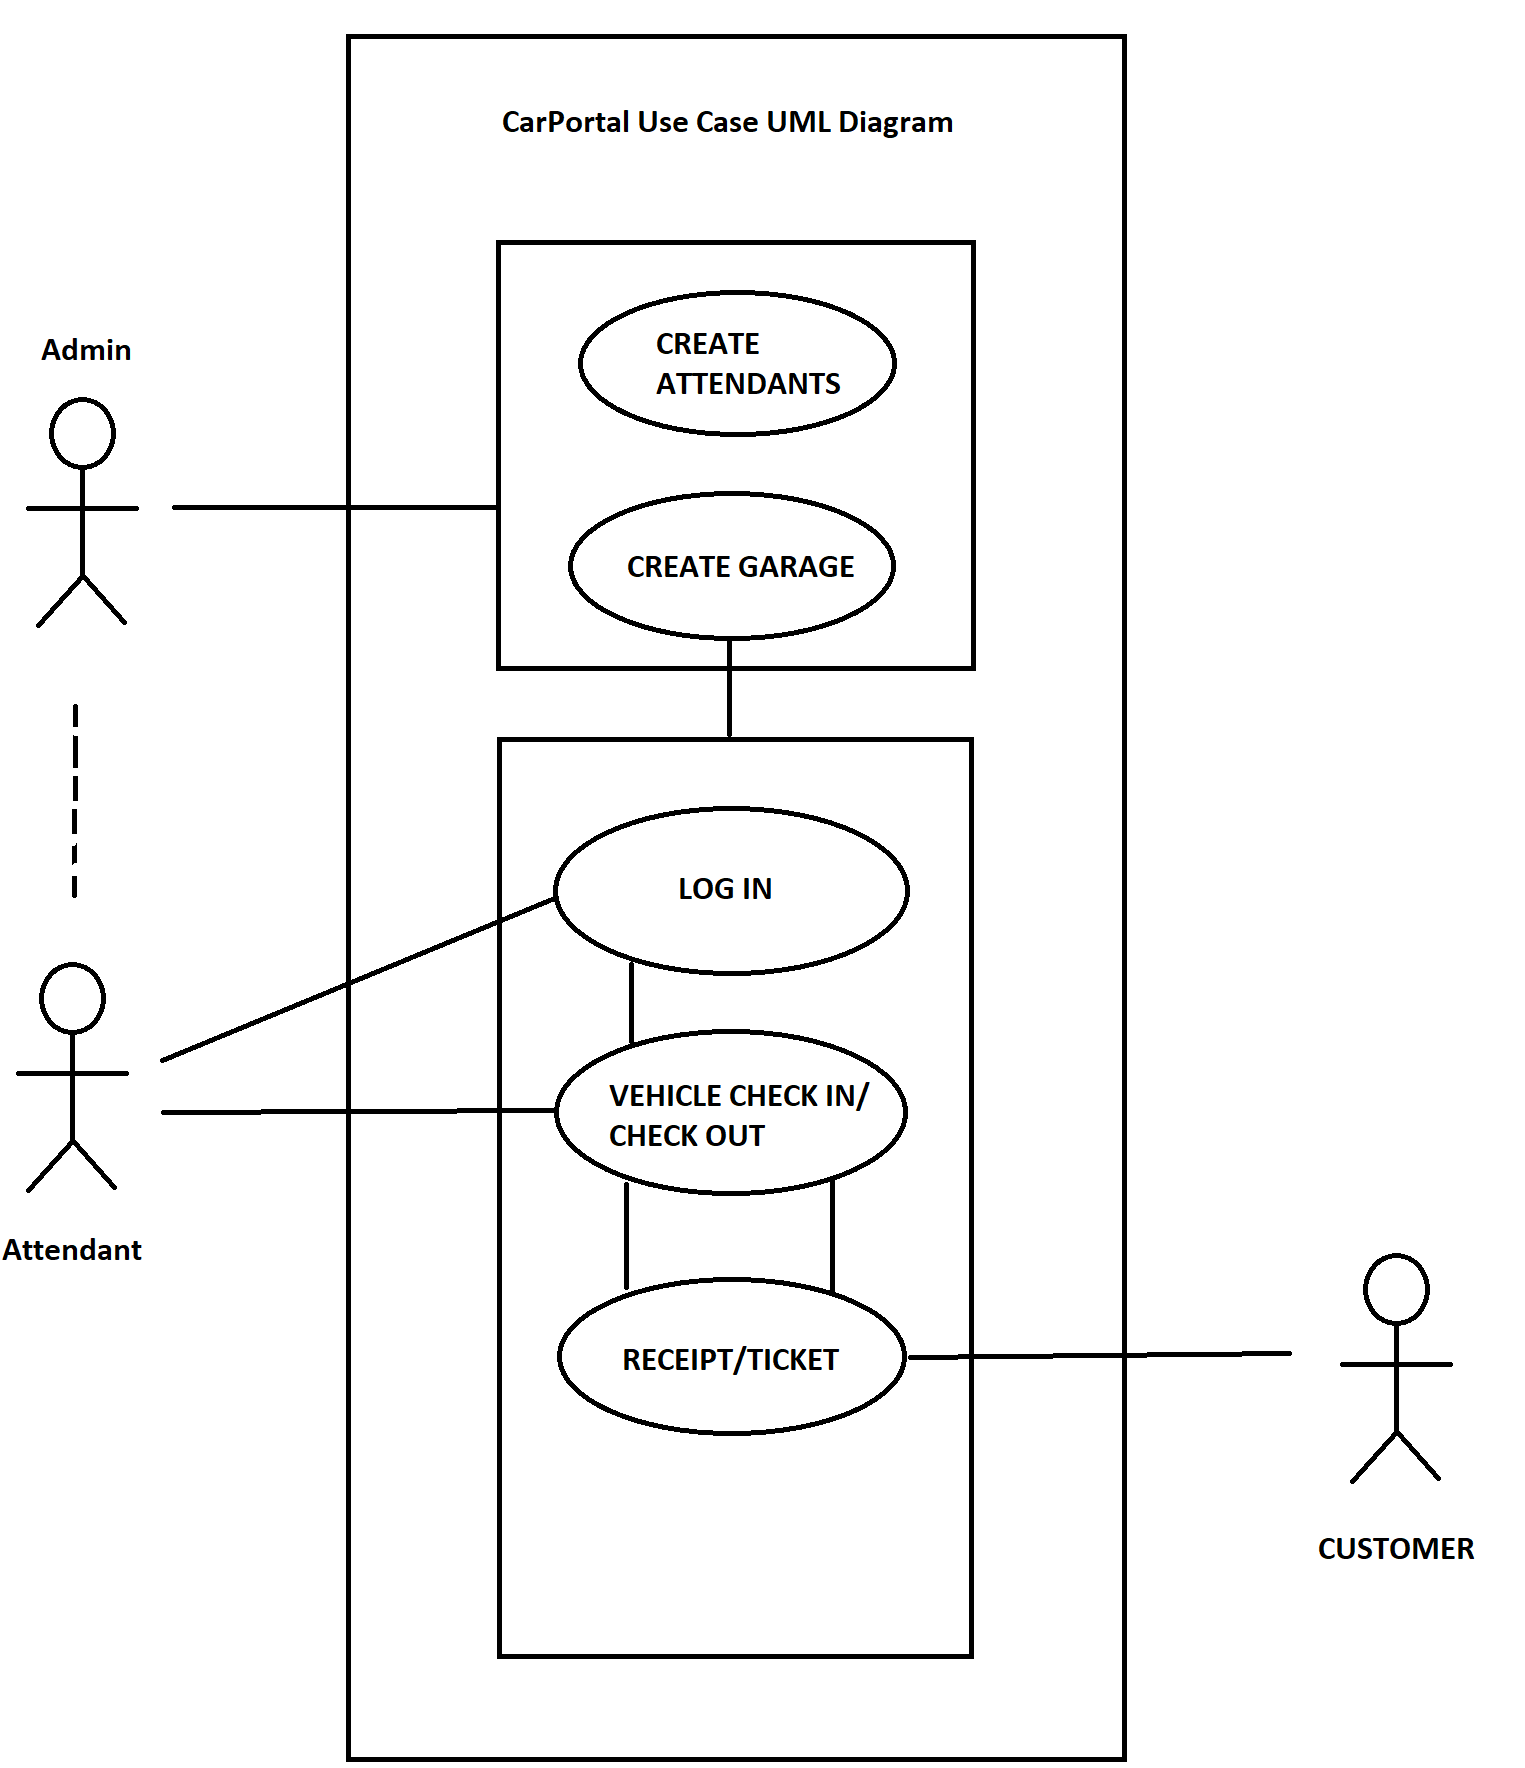 CarPortal Use Case UML Diagram
Admin
CREATE
ATTENDANTS
CREATE GARAGE
LOG IN
VEHICLE CHECK IN/
CHECK OUT
Attendant
RECEIPT/TICKET
CUSTOMER